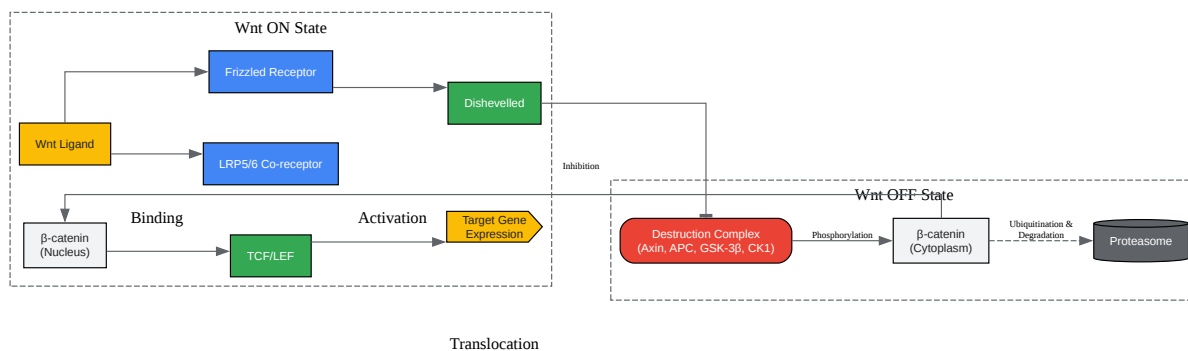 Wnt ON State
Frizzled Receptor
Dishevelled
Wnt Ligand
LRP5/6 Co-receptor
Inhibition
Wnt OFF State
Binding
Activation
Target Gene
Expression
β-catenin
(Nucleus)
TCF/LEF
Destruction Complex
(Axin, APC, GSK-3β, CK1)
Phosphorylation
β-catenin
(Cytoplasm)
Ubiquitination &
Degradation
Proteasome
Translocation